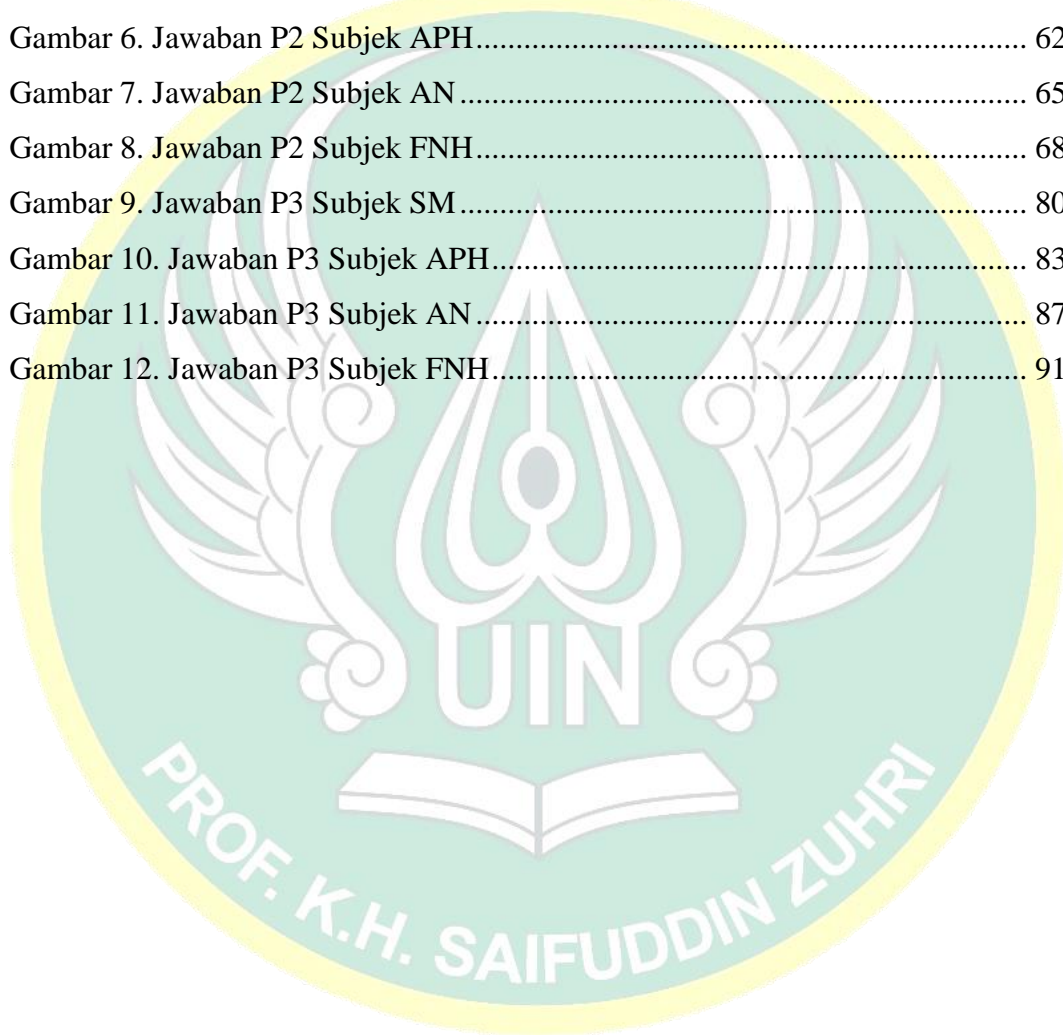 Gambar 6. Jawaban P2 Subjek APH................................................................................ 62
Gambar 7. Jawaban P2 Subjek AN.................................................................................. 65
Gambar 8. Jawaban P2 Subjek FNH................................................................................ 68
Gambar 9. Jawaban P3 Subjek SM.................................................................................. 80
Gambar 10. Jawaban P3 Subjek APH.............................................................................. 83
Gambar 11. Jawaban P3 Subjek AN................................................................................ 87
Gambar 12. Jawaban P3 Subjek FNH.............................................................................. 91
UIN
PROF. K.H. SAIFUDDIN ZUHRI